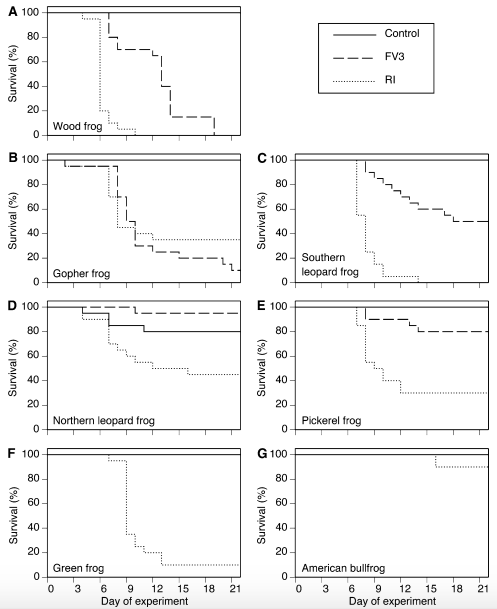 A
Survival (%)
100
80
60
40
20
0
Wood frog
Control
FV3
RI
B
Survival (%)
100
80
60
40
20
0
Gopher frog
C
Survival (%)
100
80
60
40
20
0
Southern
leopard frog
D
Survival (%)
100
80
60
40
20
0
Northern leopard frog
E
Survival (%)
100
80
60
40
20
0
Pickerel frog
F
Survival (%)
100
80
60
40
20
0
Green frog
0 3 6 9 12 15 18 21
Day of experiment
G
Survival (%)
100
80
60
40
20
0
American bullfrog
0 3 6 9 12 15 18 21
Day of experiment